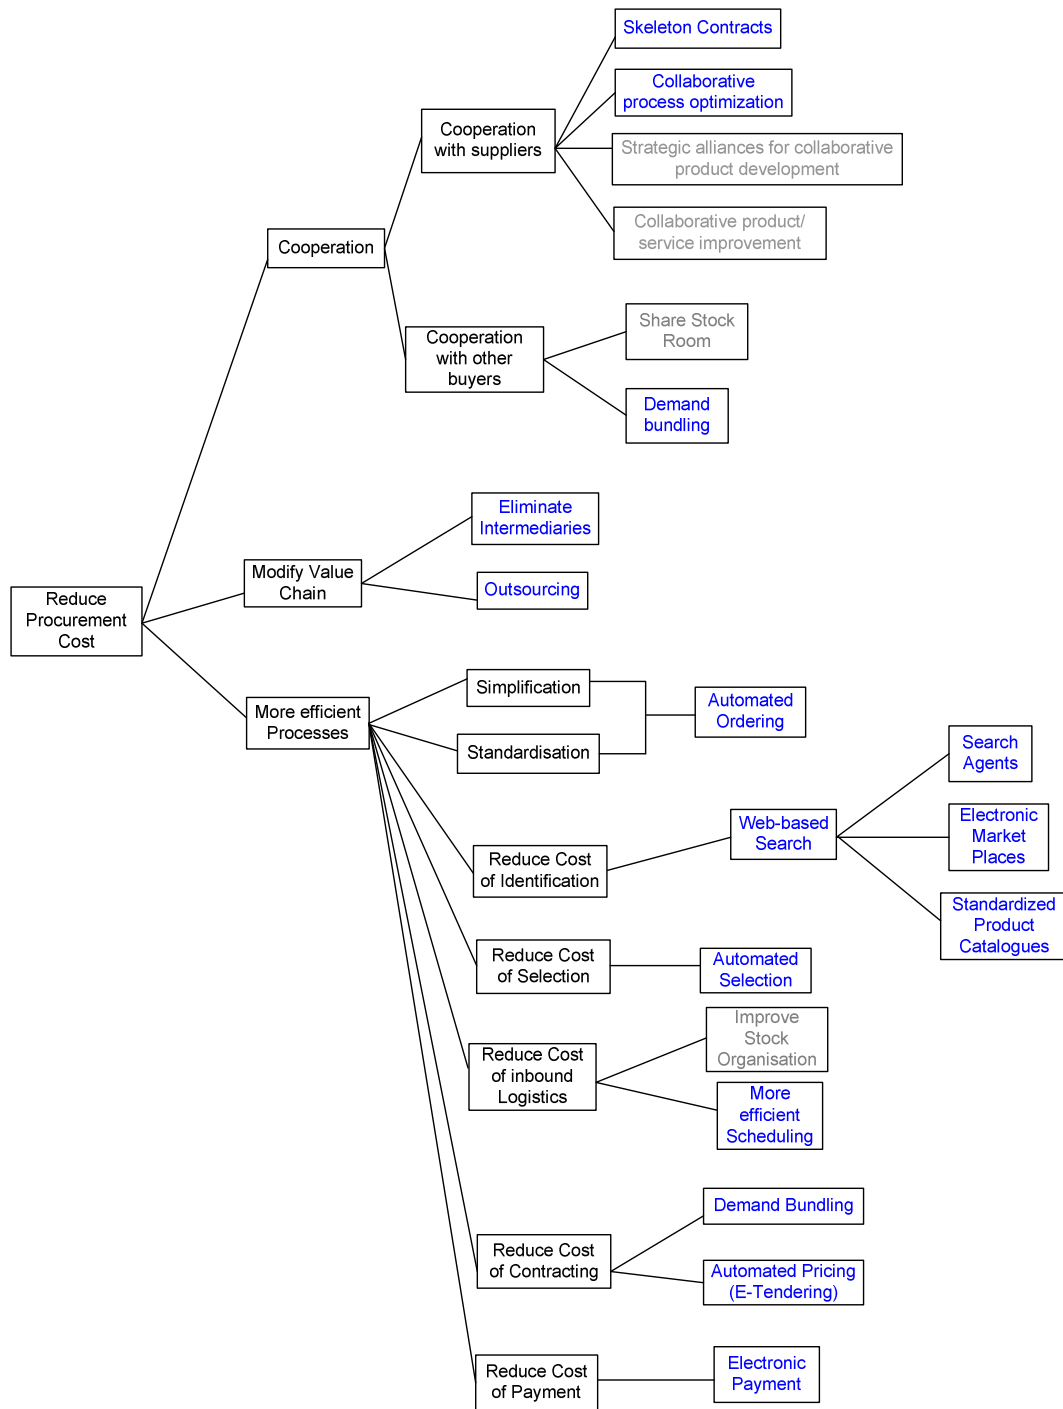 Skeleton Contracts
Collaborative
process optimization
Cooperation
with suppliers
Strategic alliances for collaborative
product development
Collaborative product/
service improvement
Cooperation
Share Stock
Room
Cooperation
with other
buyers
Demand
bundling
Eliminate
Intermediaries
Modify Value
Chain
Outsourcing
Reduce
Procurement
Cost
Simplification
More efficient
Processes
Automated
Ordering
Standardisation
Search
Agents
Web-based
Search
Electronic
Market
Places
Reduce Cost
of Identification
Standardized
Product
Catalogues
Reduce Cost
of Selection
Automated
Selection
Improve
Stock
Organisation
Reduce Cost
of inbound
Logistics
More
efficient
Scheduling
Demand Bundling
Reduce Cost
of Contracting
Automated Pricing
(E-Tendering)
Reduce Cost
of Payment
Electronic
Payment